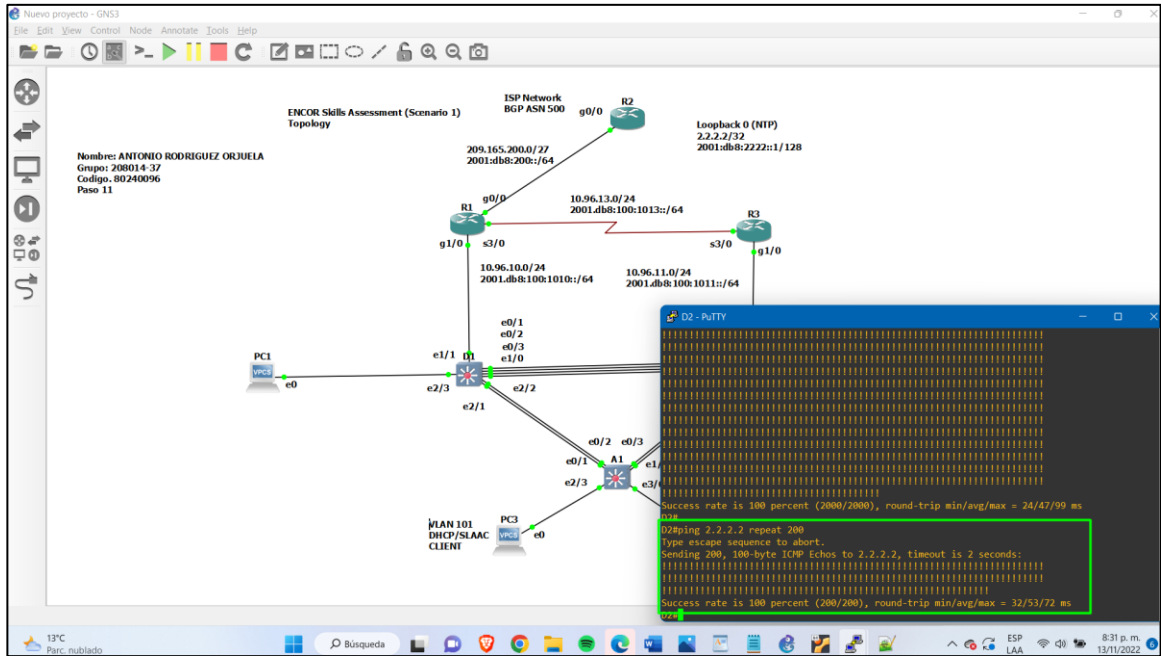 Nuevo proyecto - GNS3
File Edit View Control Node Annotate Tools Help
ENCOR Skills Assessment (Scenario 1)
Topology
ISP Network
BGP ASN 500
g0/0
R2
Loopback 0 (NTP)
2.2.2.2/32
2001:db8:2222::1/128
Nombre: ANTONIO RODRIGUEZ ORJUELA
Grupo: 208014-37
Codigo. 80240096
Paso 11
209.165.200.0/27
2001:db8:200::/64
g0/0
R1
10.96.13.0/24
2001.db8:100:1013::/64
R3
g1/0
s3/0
s3/0
g1/0
10.96.10.0/24
2001.db8:100:1010::/64
10.96.11.0/24
2001.db8:100:1011::/64
e0/1
e0/2
e0/3
e1/0
e1/1
D1
PC1
VPCS
e0
e2/3
e2/2
e2/1
e0/2
e0/3
e0/1
A1
e1/
e2/3
e3/
VLAN 101
DHCP/SLAAC
CLIENT
PC3
VPCS
e0
D2 - PuTTY
!!!!!!!!!!!!!!!!!!!!!!!!!!!!!!!!!!!!!!!!!!!!!!!!!!!!!!!!!!!!!!!!!!!!!!
!!!!!!!!!!!!!!!!!!!!!!!!!!!!!!!!!!!!!!!!!!!!!!!!!!!!!!!!!!!!!!!!!!!!!!
!!!!!!!!!!!!!!!!!!!!!!!!!!!!!!!!!!!!!!!!!!!!!!!!!!!!!!!!!!!!!!!!!!!!!!
!!!!!!!!!!!!!!!!!!!!!!!!!!!!!!!!!!!!!!!!!!!!!!!!!!!!!!!!!!!!!!!!!!!!!!
!!!!!!!!!!!!!!!!!!!!!!!!!!!!!!!!!!!!!!!!!!!!!!!!!!!!!!!!!!!!!!!!!!!!!!
!!!!!!!!!!!!!!!!!!!!!!!!!!!!!!!!!!!!!!!!!!!!!!!!!!!!!!!!!!!!!!!!!!!!!!
!!!!!!!!!!!!!!!!!!!!!!!!!!!!!!!!!!!!!!!!!!!!!!!!!!!!!!!!!!!!!!!!!!!!!!
!!!!!!!!!!!!!!!!!!!!!!!!!!!!!!!!!!!!!!!!!!!!!!!!!!!!!!!!!!!!!!!!!!!!!!
!!!!!!!!!!!!!!!!!!!!!!!!!!!!!!!!!!!!!!!!!!!!!!!!!!!!!!!!!!!!!!!!!!!!!!
!!!!!!!!!!!!!!!!!!!!!!!!!!!!!!!!!!!!!!!!!!!!!!!!!!!!!!!!!!!!!!!!!!!!!!
!!!!!!!!!!!!!!!!!!!!!!!!!!!!!!!!!!!!!!!!!!!!!!!!!!!!!!!!!!!!!!!!!!!!!!
!!!!!!!!!!!!!!!!!!!!!!!!!!!!!!!!!!!!!!!!!!!!!!!!!!!!!!!!!!!!!!!!!!!!!!
!!!!!!!!!!!!!!!!!!!!!!!!!!!!!!!!!!!!!!!!
Success rate is 100 percent (2000/2000), round-trip min/avg/max = 24/47/99 ms
D2#
D2#ping 2.2.2.2 repeat 200
Type escape sequence to abort.
Sending 200, 100-byte ICMP Echos to 2.2.2.2, timeout is 2 seconds:
!!!!!!!!!!!!!!!!!!!!!!!!!!!!!!!!!!!!!!!!!!!!!!!!!!!!!!!!!!!!!!!!!!!!!!
!!!!!!!!!!!!!!!!!!!!!!!!!!!!!!!!!!!!!!!!!!!!!!!!!!!!!!!!!!!!!!!!!!!!!!
!!!!!!!!!!!!!!!!!!!!!!!!!!!!!!!!!!!!!!!!!!!!!!!!!!!!!!!!!!!!
Success rate is 100 percent (200/200), round-trip min/avg/max = 32/53/72 ms
D2#
13°C
Parc. nublado
Búsqueda
ESP
LAA
8:31 p. m.
13/11/2022